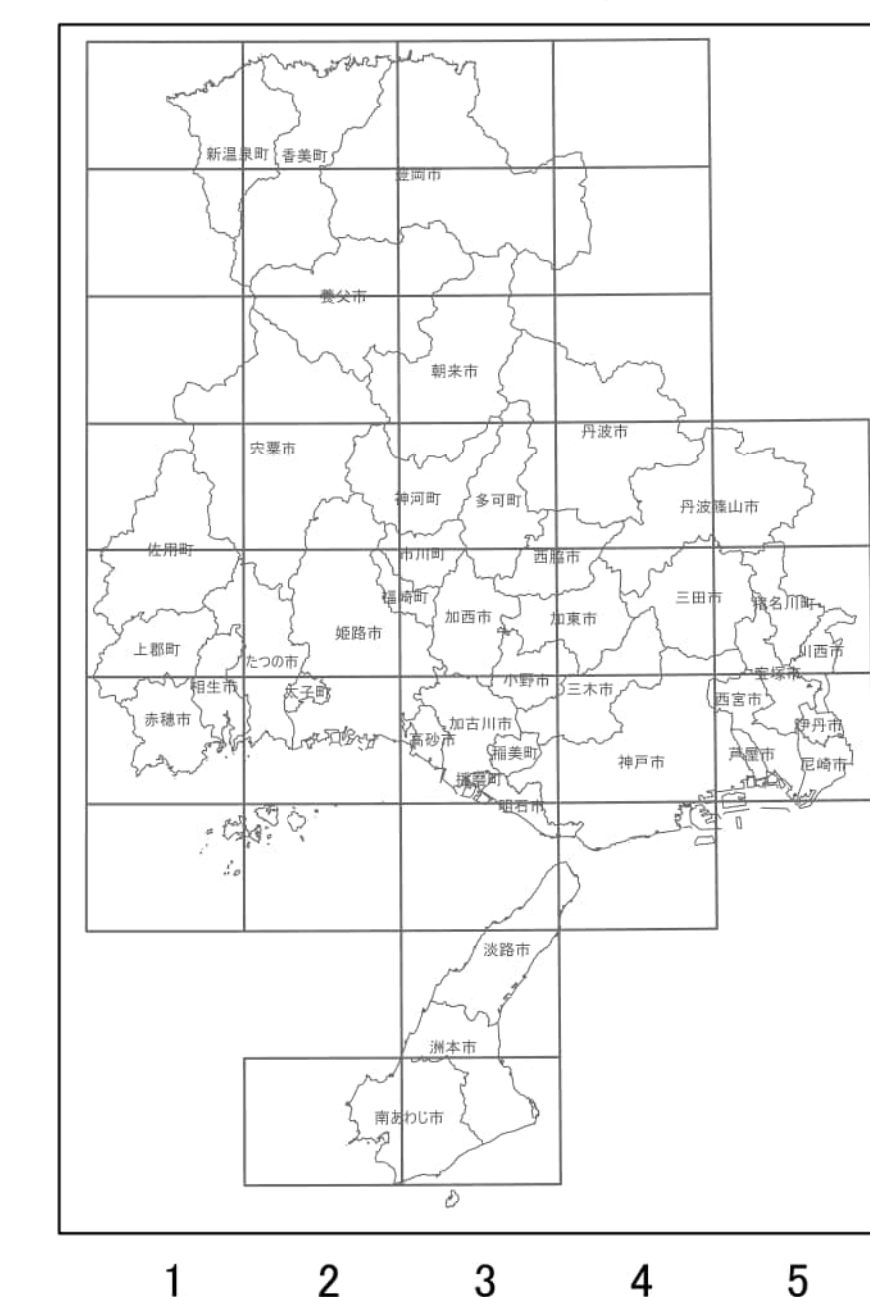 新温泉町
香美町
豊岡市
養父市
朝来市
丹波市
宍粟市
神河町
多可町
丹波篠山市
佐用町
市川町
西脇市
福崎町
加西市
加東市
三田市
猪名川町
姫路市
上郡町
川西市
たつの市
相生市
太子町
小野市
三木市
宝塚市
西宮市
赤穂市
加古川市
高砂市
伊丹市
稲美町
神戸市
芦屋市
尼崎市
播磨町
明石市
淡路市
洲本市
南あわじ市
1 2 3 4 5